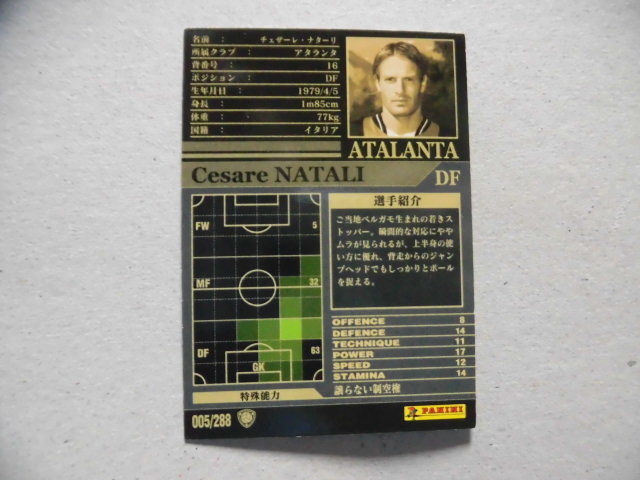 名前 : チェザーレ・ナターリ
所属クラブ : アタランタ
背番号 : 16
ポジション : DF
生年月日 : 1979/4/5
身長 : 1m85cm
体重 : 77kg
国籍 : イタリア
ATALANTA
Cesare NATALI DF
FW 5
MF 32
DF 63
GK
選手紹介
ご当地ベルガモ生まれの若きス
トッパー。瞬間的な対応にやや
ムラが見られるが、上半身の使
い方に優れ、背走からのジャン
プヘッドでもしっかりとボール
を捉える。
OFFENCE 8
DEFENCE 14
TECHNIQUE 11
POWER 17
SPEED 12
STAMINA 14
特殊能力 譲らない制空権
005/288
PANINI